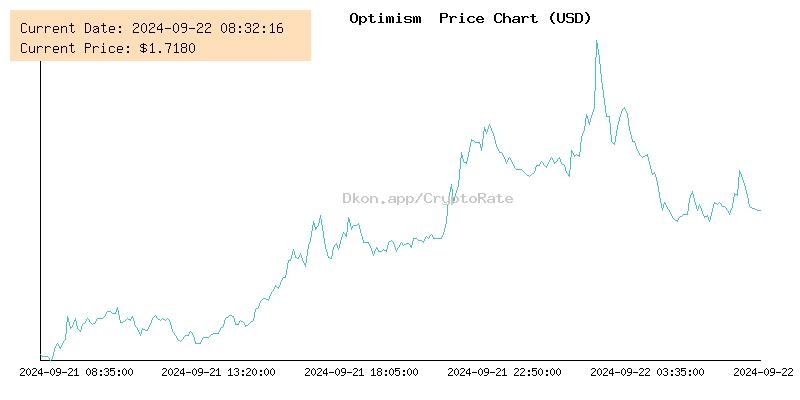 Optimism  Price Chart (USD)
Current Date: 2024-09-22 08:32:16
Current Price: $1.7180
Dkon.app/CryptoRate
2024-09-21 08:35:00 2024-09-21 13:20:00 2024-09-21 18:05:00 2024-09-21 22:50:00 2024-09-22 03:35:00 2024-09-22